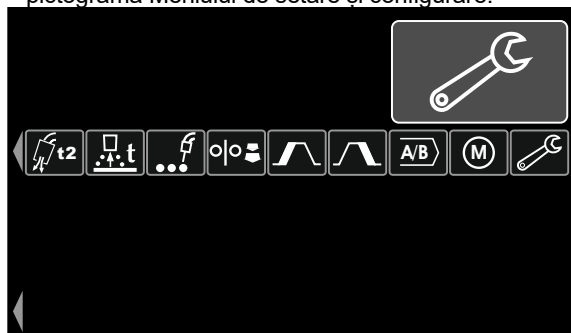 pictograma Meniului de setare și configurare.
t2
t
A/B
M